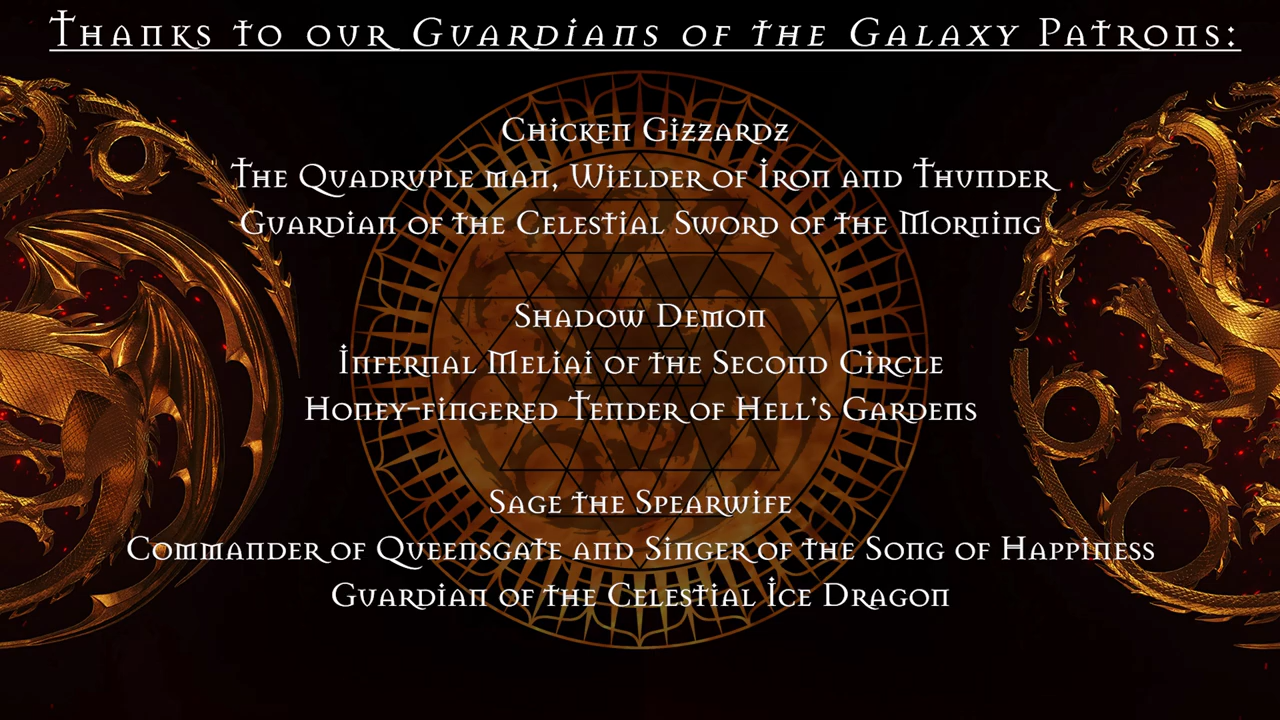 Thanks to our Guardians of the Galaxy Patrons:
Chicken Gizzardz
The Quadruple man, Wielder of Iron and Thunder
Guardian of the Celestial Sword of the Morning
Shadow Demon
Infernal Meliai of the Second Circle
Honey-fingered Tender of Hell's Gardens
Sage the Spearwife
Commander of Queensgate and Singer of the Song of Happiness
Guardian of the Celestial Ice Dragon